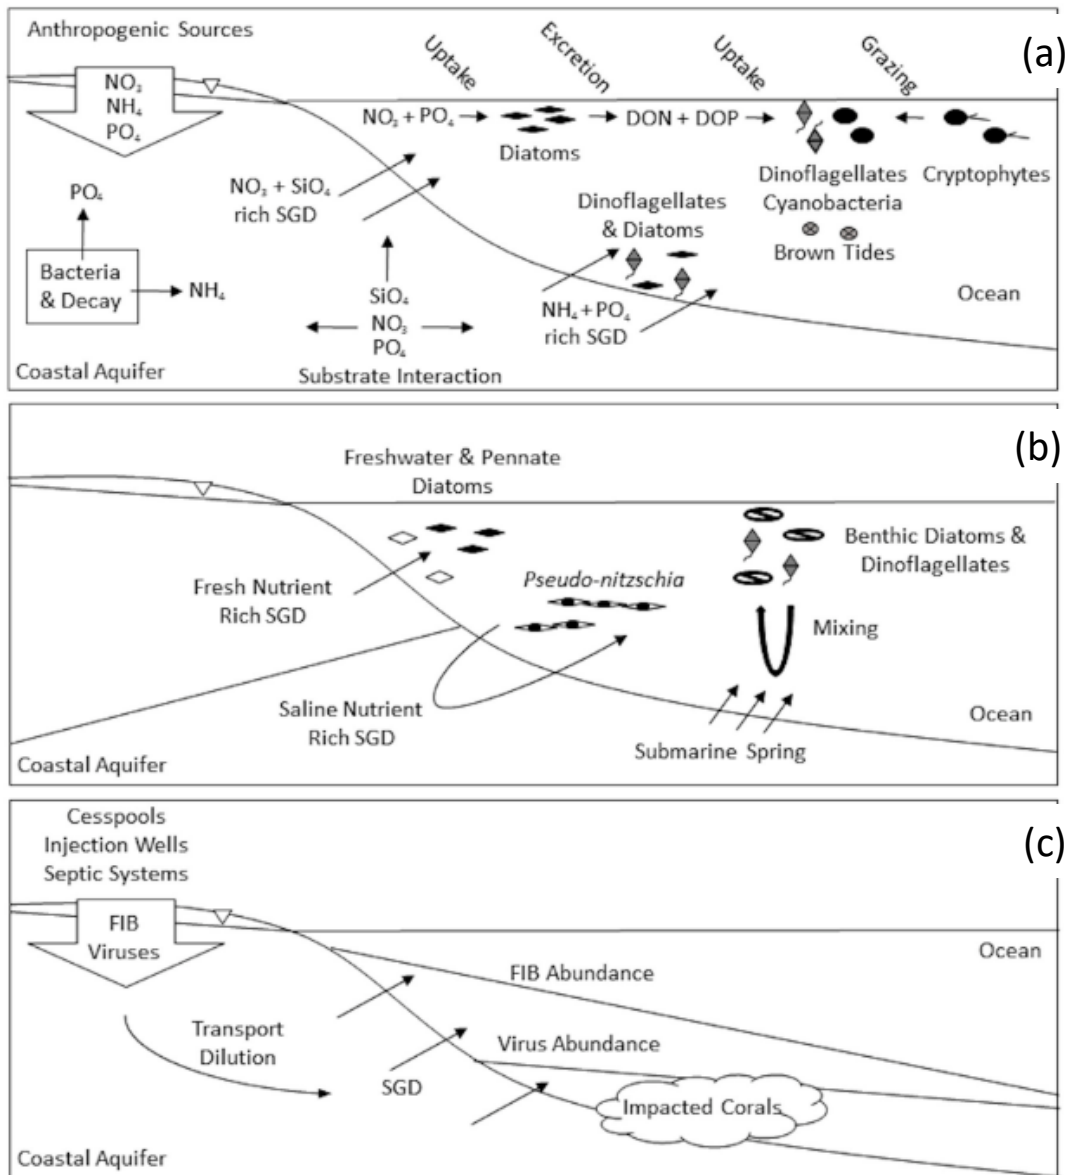 (a)
Anthropogenic Sources
NO₃
NH₄
PO₄
Uptake
Excretion
Uptake
Grazing
NO₃ + PO₄
DON + DOP
Diatoms
Dinoflagellates
Cyanobacteria
Cryptophytes
Brown Tides
NO₃ + SiO₄
rich SGD
Dinoflagellates
& Diatoms
PO₄
Bacteria
& Decay
NH₄
SiO₄
NO₃
PO₄
Substrate Interaction
NH₄ + PO₄
rich SGD
Ocean
Coastal Aquifer
(b)
Freshwater & Pennate
Diatoms
Fresh Nutrient
Rich SGD
Pseudo-nitzschia
Benthic Diatoms &
Dinoflagellates
Mixing
Saline Nutrient
Rich SGD
Submarine Spring
Ocean
Coastal Aquifer
(c)
Cesspools
Injection Wells
Septic Systems
FIB
Viruses
Ocean
FIB Abundance
Transport
Dilution
Virus Abundance
SGD
Impacted Corals
Coastal Aquifer